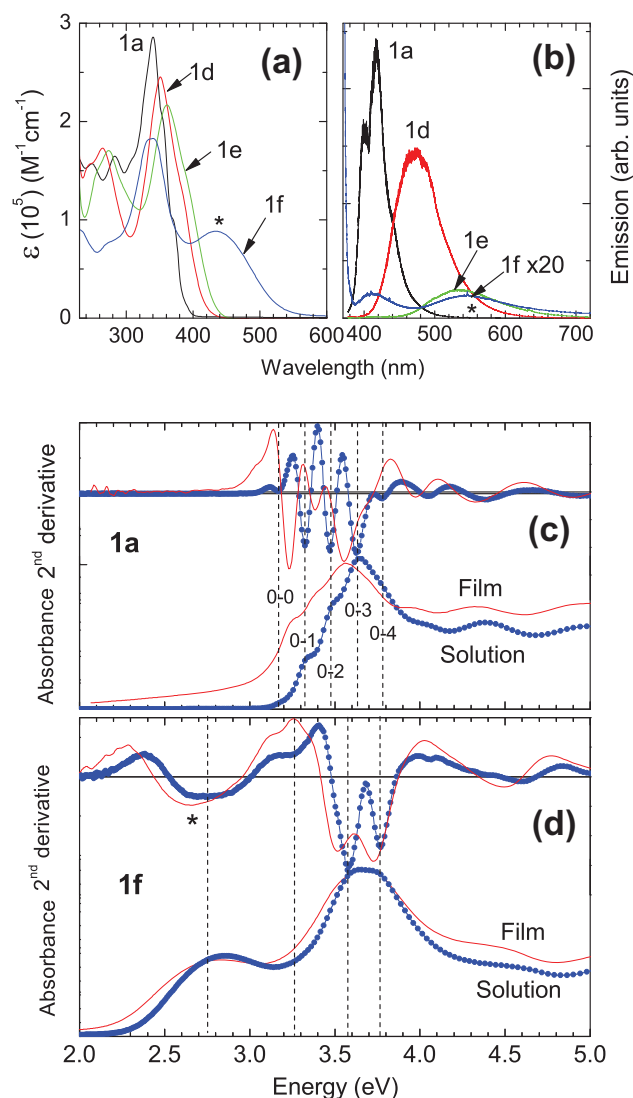 3
2
1
0
ε (10⁵) (M⁻¹cm⁻¹)
1a
(a)
1d
1e
*
1f
300 400 500 600
(b)
1a
1d
1e
1f x20
*
400 500 600 700
Emission (arb. units)
Wavelength (nm)
Absorbance 2nd derivative
1a
(c)
0-0
0-1
0-2
0-3
0-4
Film
Solution
Absorbance 2nd derivative
1f
(d)
*
Film
Solution
2.0 2.5 3.0 3.5 4.0 4.5 5.0
Energy (eV)